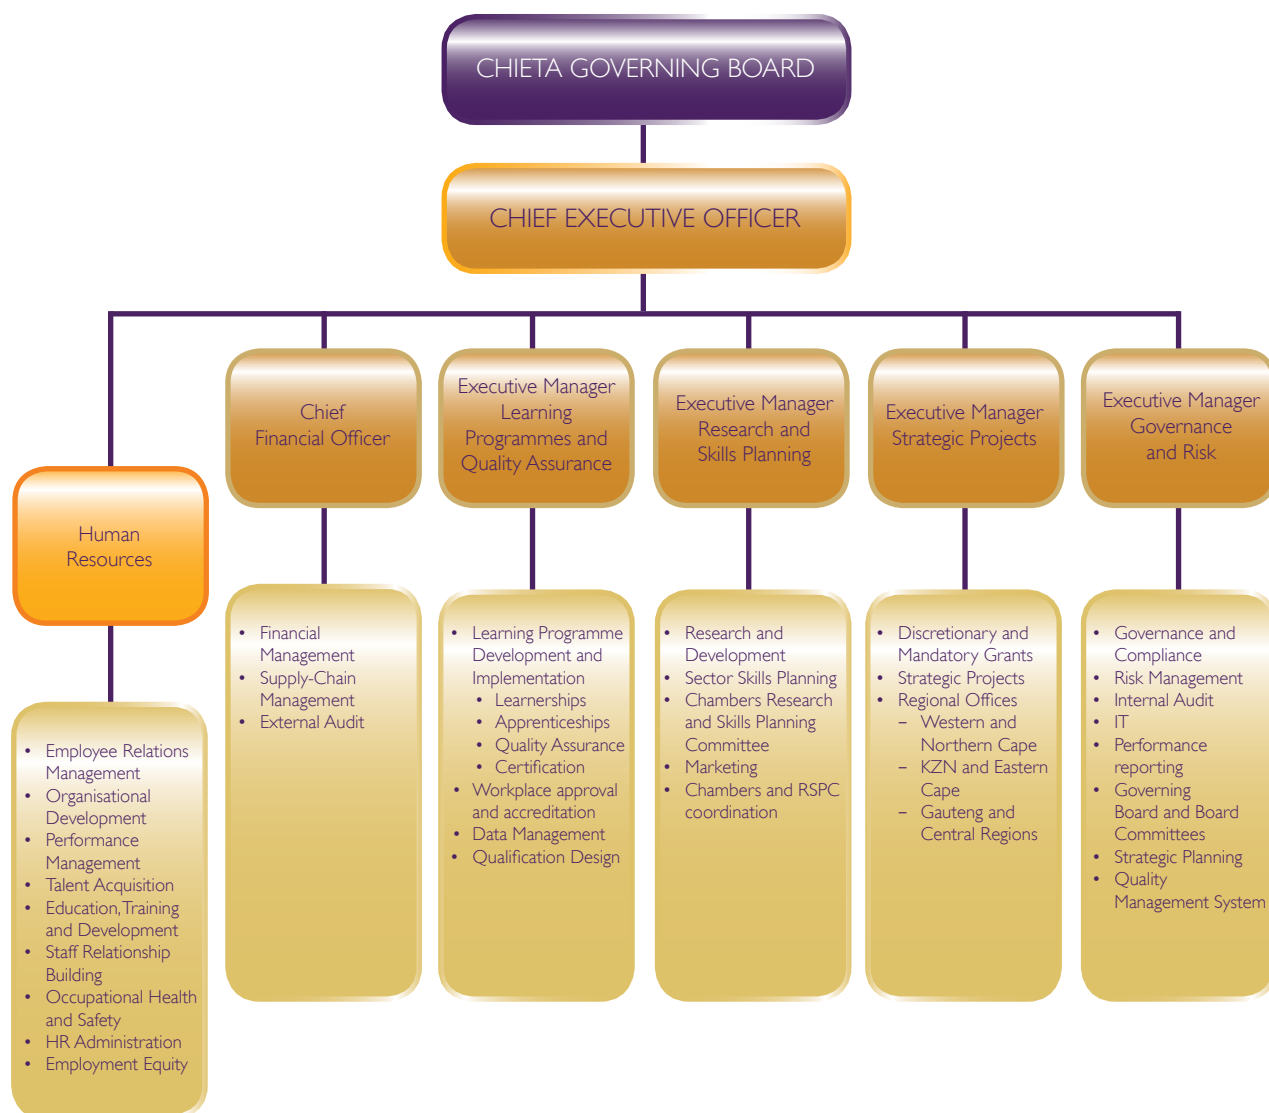 CHIETA GOVERNING BOARD
CHIEF EXECUTIVE OFFICER
Human
Resources
• Employee Relations
Management
• Organisational
Development
• Performance
Management
• Talent Acquisition
• Education, Training
and Development
• Staff Relationship
Building
• Occupational Health
and Safety
• HR Administration
• Employment Equity
Chief
Financial Officer
• Financial
Management
• Supply-Chain
Management
• External Audit
Executive Manager
Learning
Programmes and
Quality Assurance
• Learning Programme
Development and
Implementation
• Learnerships
• Apprenticeships
• Quality Assurance
• Certification
• Workplace approval
and accreditation
• Data Management
• Qualification Design
Executive Manager
Research and
Skills Planning
• Research and
Development
• Sector Skills Planning
• Chambers Research
and Skills Planning
Committee
• Marketing
• Chambers and RSPC
coordination
Executive Manager
Strategic Projects
• Discretionary and
Mandatory Grants
• Strategic Projects
• Regional Offices
– Western and
Northern Cape
– KZN and Eastern
Cape
– Gauteng and
Central Regions
Executive Manager
Governance
and Risk
• Governance and
Compliance
• Risk Management
• Internal Audit
• IT
• Performance
reporting
• Governing
Board and Board
Committees
• Strategic Planning
• Quality
Management System